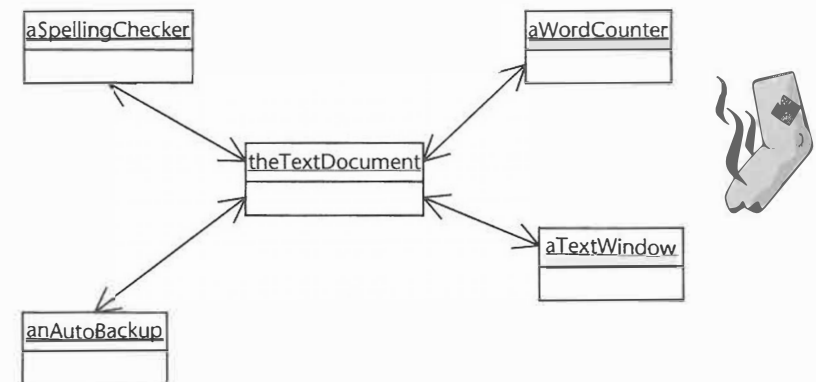 aSpellingChecker
aWordCounter
theTextDocument
aTextWindow
anAutoBackup